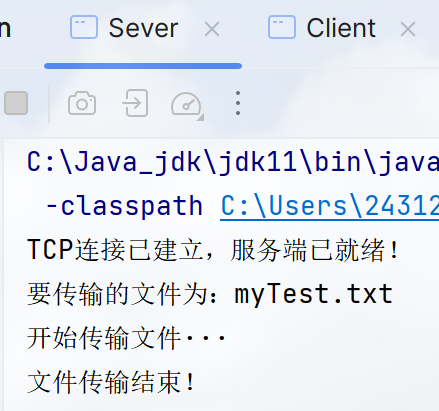 n Sever Client
C:\Java_jdk\jdk11\bin\java
-classpath C:\Users\24312
TCP连接已建立，服务端已就绪！
要传输的文件为：myTest.txt
开始传输文件···
文件传输结束！